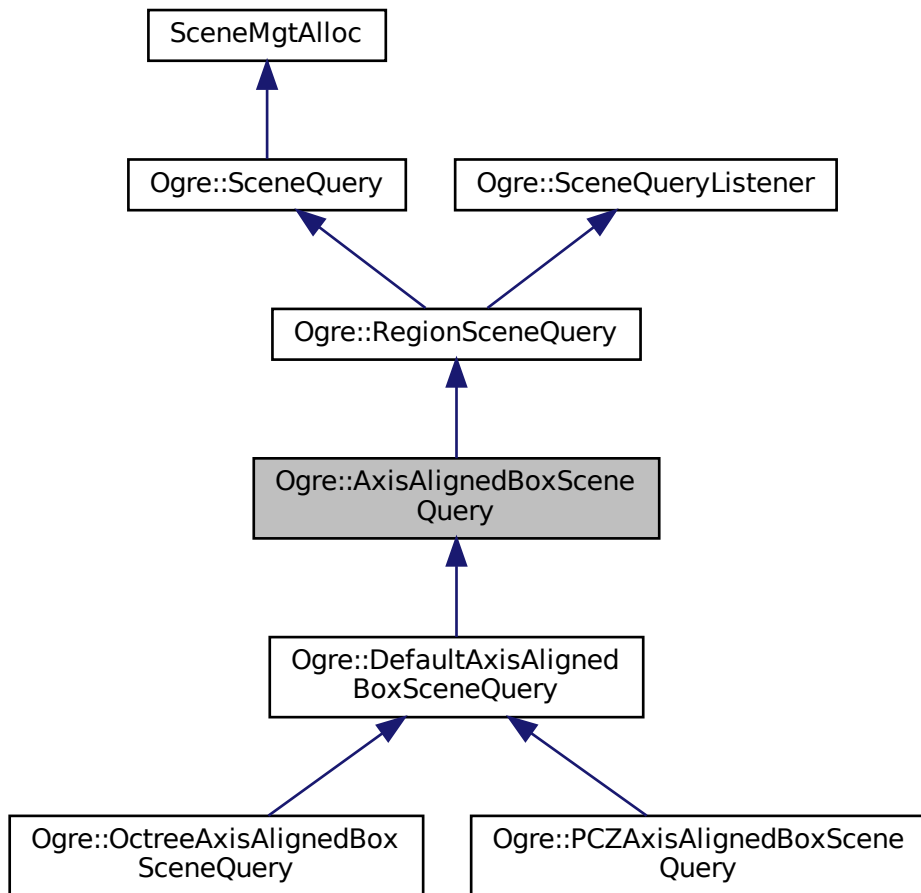 SceneMgtAlloc
Ogre::SceneQuery
Ogre::SceneQueryListener
Ogre::RegionSceneQuery
Ogre::AxisAlignedBoxScene
Query
Ogre::DefaultAxisAligned
BoxSceneQuery
Ogre::OctreeAxisAlignedBox
SceneQuery
Ogre::PCZAxisAlignedBoxScene
Query